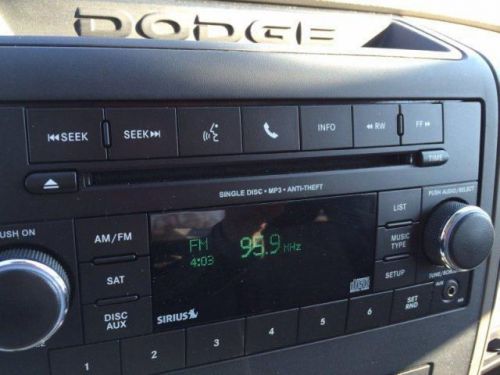 DODGE
SEEK SEEK INFO RW FF
SINGLE DISC • MP3 • ANTI-THEFT TIME
PUSH ON
PUSH AUDIO/SELECT
AM/FM
SAT
DISC
AUX
FM 95.9 MHz
4:03
SIRIUS
LIST
MUSIC
TYPE
SETUP
SET
RND
AUX
1 2 3 4 5 6